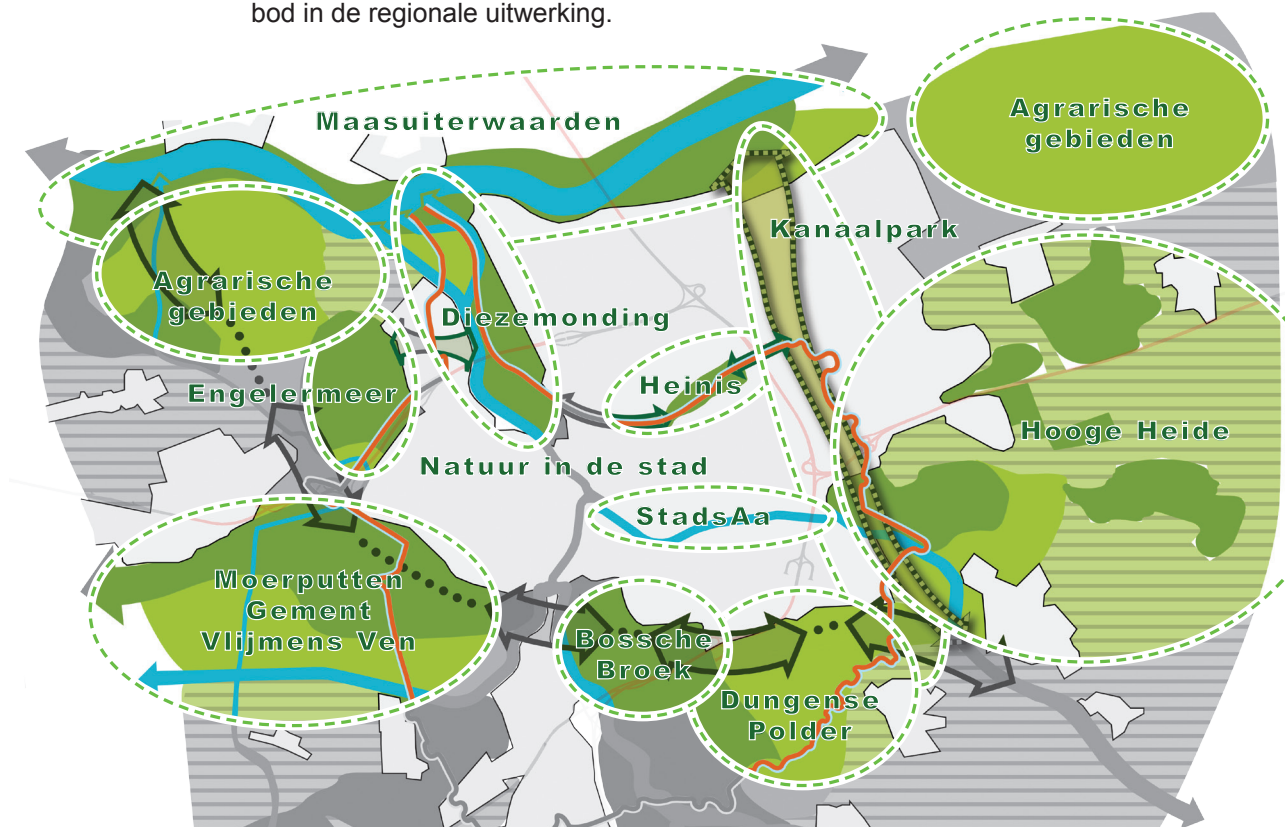 bod in de regionale uitwerking.
Maasuiterwaarden
Agrarische
gebieden
Kanaalpark
Agrarische
gebieden
Diezemonding
Engelermeer
Heinis
Hooge Heide
Natuur in de stad
StadsAa
Moerputten
Gement
Vlijmens Ven
Bossche
Broek
Dungense
Polder